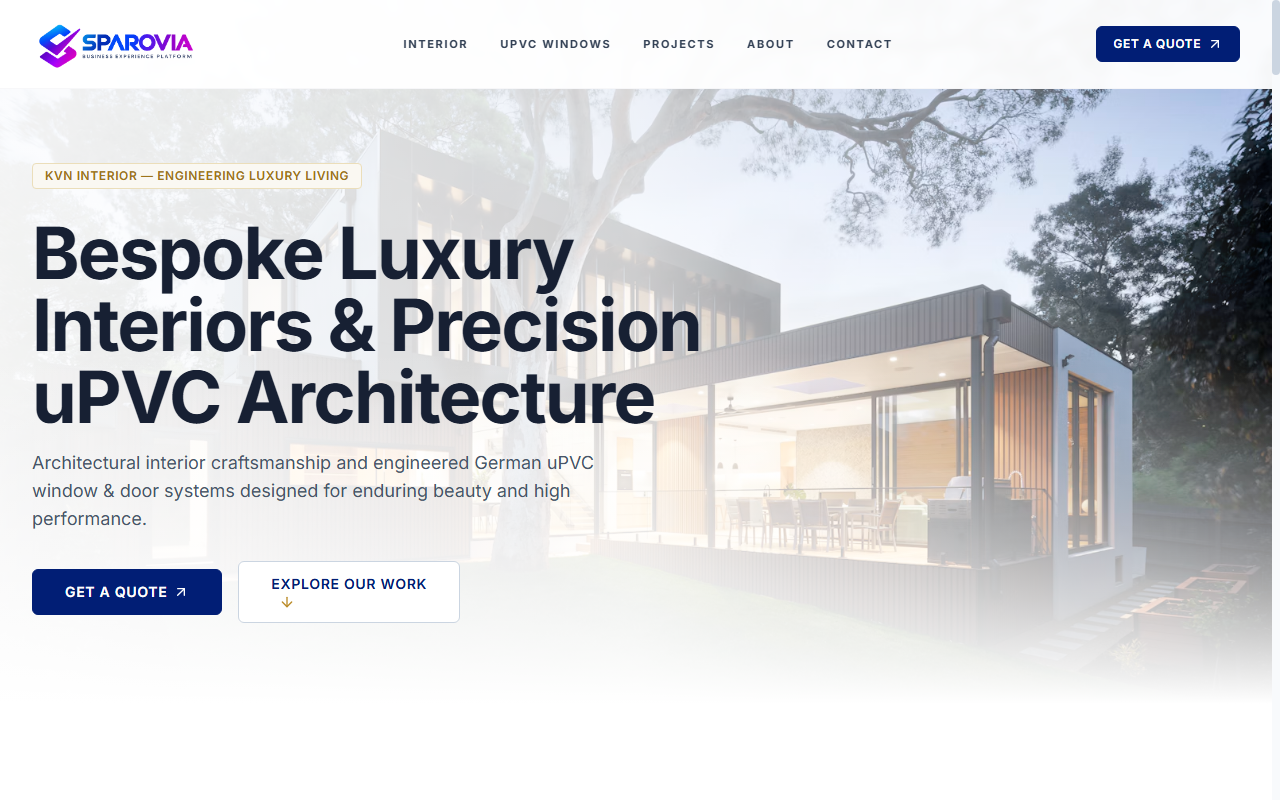 SPAROVIA
BUSINESS EXPERIENCE PLATFORM
INTERIOR
UPVC WINDOWS
PROJECTS
ABOUT
CONTACT
GET A QUOTE
KVN INTERIOR — ENGINEERING LUXURY LIVING
Bespoke Luxury
Interiors & Precision
uPVC Architecture
Architectural interior craftsmanship and engineered German uPVC
window & door systems designed for enduring beauty and high
performance.
GET A QUOTE
EXPLORE OUR WORK